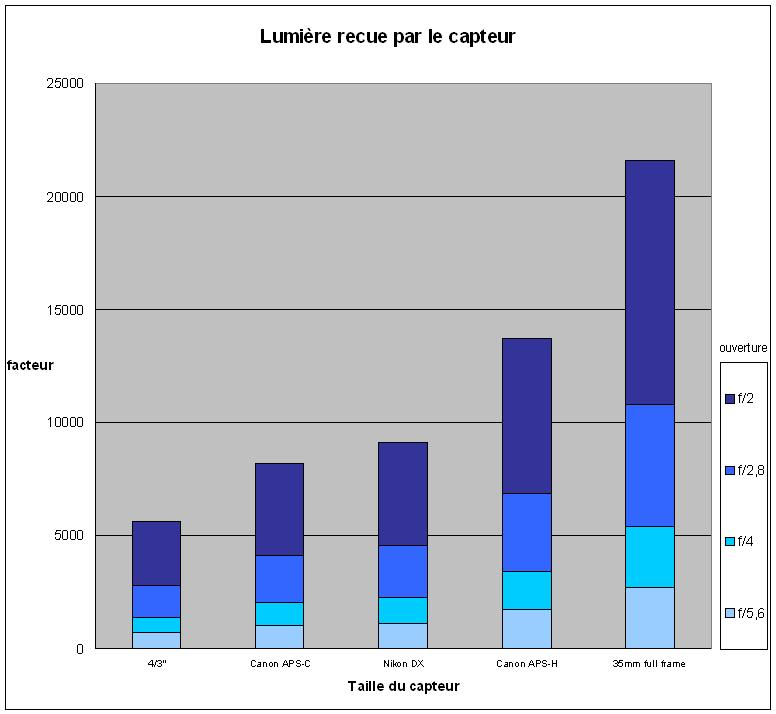 Lumière recue par le capteur
25000
20000
15000
10000
5000
0
facteur
4/3"
Canon APS-C
Nikon DX
Canon APS-H
35mm full frame
Taille du capteur
ouverture
f/2
f/2,8
f/4
f/5,6